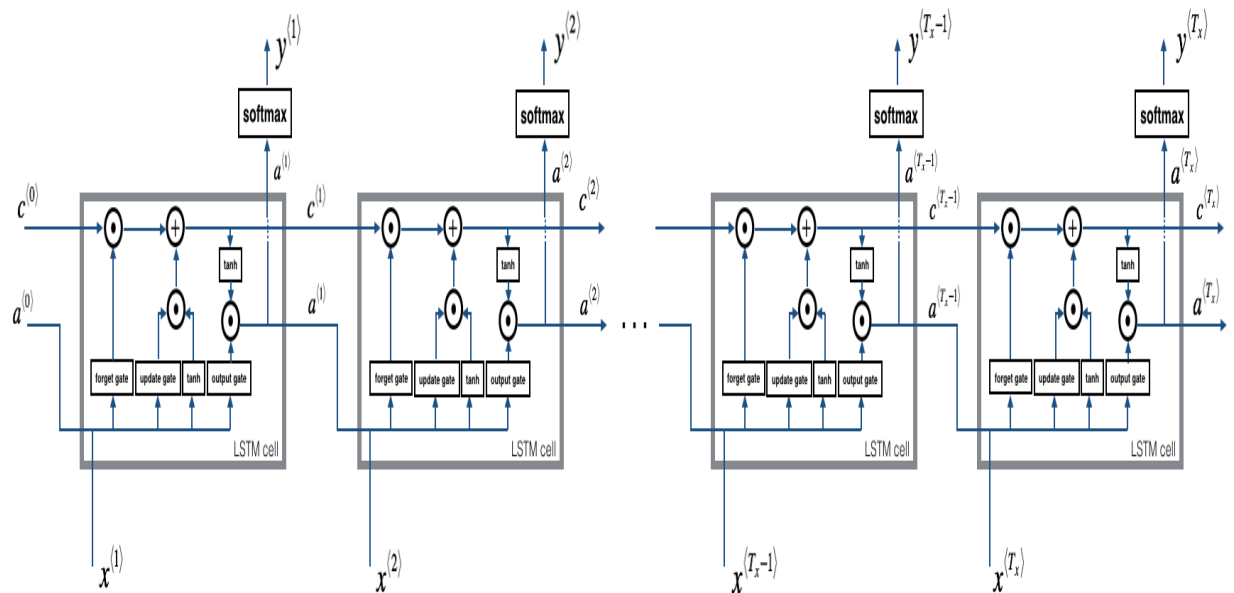 y⟨1⟩ y⟨2⟩ y⟨Tx−1⟩ y⟨Tx⟩
softmax softmax softmax softmax
a⟨1⟩ a⟨2⟩ a⟨Tx−1⟩ a⟨Tx⟩
c⟨0⟩ c⟨1⟩ c⟨2⟩ c⟨Tx−1⟩ c⟨Tx⟩
+ + + +
tanh tanh tanh tanh
a⟨0⟩ a⟨1⟩ a⟨2⟩ ... a⟨Tx−1⟩ a⟨Tx⟩
forget gate update gate tanh output gate forget gate update gate tanh output gate forget gate update gate tanh output gate forget gate update gate tanh output gate
LSTM cell LSTM cell LSTM cell LSTM cell
x⟨1⟩ x⟨2⟩ x⟨Tx−1⟩ x⟨Tx⟩